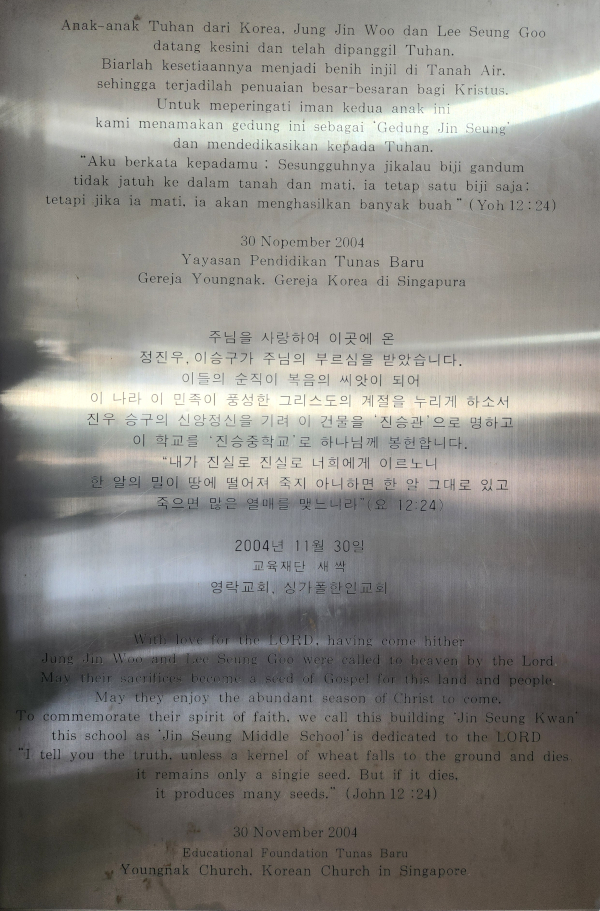 Anak-anak Tuhan dari Korea. Jung Jin Woo dan Lee Seung Goo
datang kesini dan telah dipanggil Tuhan.
Biarlah kesetiaannya menjadi benih injil di Tanah Air.
sehingga terjadilah penuaian besar-besaran bagi Kristus.
Untuk meperingati iman kedua anak ini
kami menamakan gedung ini sebagai 'Gedung Jin Seung'
dan mendedikasikan kepada Tuhan.
"Aku berkata kepadamu : Sesungguhnya jikalau biji gandum
tidak jatuh ke dalam tanah dan mati, ia tetap satu biji saja:
tetapi jika ia mati, ia akan menghasilkan banyak buah" (Yoh 12:24)
30 Nopember 2004
Yayasan Pendidikan Tunas Baru
Gereja Youngnak. Gereja Korea di Singapura
주님을 사랑하여 이곳에 온
정진우, 이승구가 주님의 부르심을 받았습니다.
이들의 순직이 복음의 씨앗이 되어
이 나라 이 민족이 풍성한 그리스도의 계절을 누리게 하소서
진우 승구의 신앙정신을 기려 이 건물을 '진승관'으로 명하고
이 학교를 '진승중학교'로 하나님께 봉헌합니다.
"내가 진실로 진실로 너희에게 이르노니
한 알의 밀이 땅에 떨어져 죽지 아니하면 한 알 그대로 있고
죽으면 많은 열매를 맺느니라"(요 12:24)
2004년 11월 30일
교육재단 새 싹
영락교회, 싱가폴한인교회
With love for the LORD, having come hither
Jung Jin Woo and Lee Seung Goo were called to heaven by the Lord
May their sacrifices become a seed of Gospel for this land and people,
May they enjoy the abundant season of Christ to come.
To commemorate their spirit of faith, we call this building 'Jin Seung Kwan'
this school as 'Jin Seung Middle School' is dedicated to the LORD
"I tell you the truth, unless a kernel of wheat falls to the ground and dies,
it remains only a single seed. But if it dies,
it produces many seeds." (John 12 :24)
30 November 2004
Educational Foundation Tunas Baru
Youngnak Church, Korean Church in Singapore